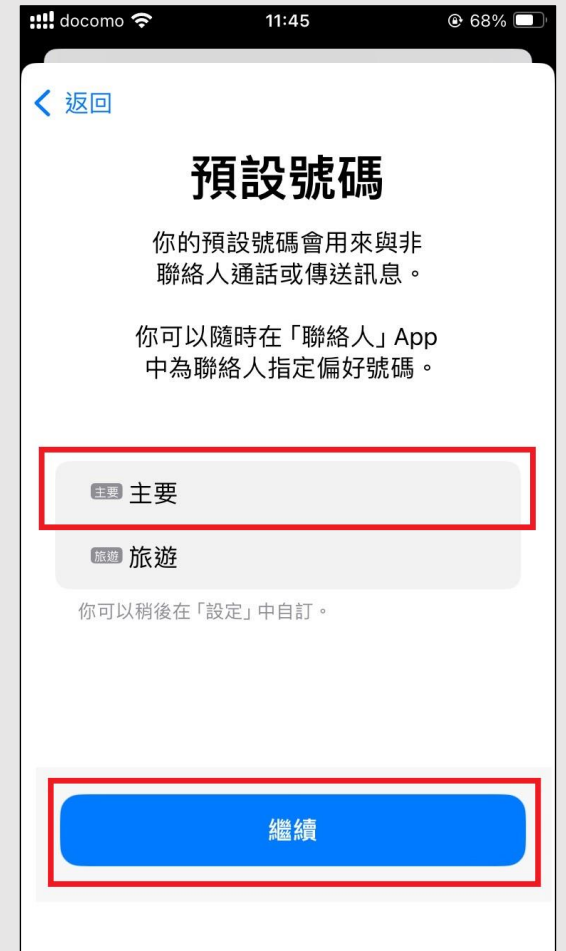 docomo 11:45 68%
返回
預設號碼
你的預設號碼會用來與非
聯絡人通話或傳送訊息。
你可以隨時在「聯絡人」App
中為聯絡人指定偏好號碼。
主要 主要
旅遊 旅遊
你可以稍後在「設定」中自訂。
繼續